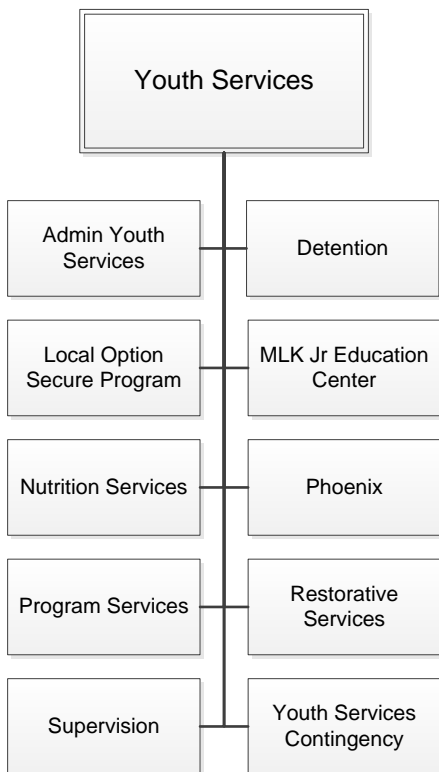 Youth Services
Admin Youth
Services
Detention
Local Option
Secure Program
MLK Jr Education
Center
Nutrition Services
Phoenix
Program Services
Restorative
Services
Supervision
Youth Services
Contingency